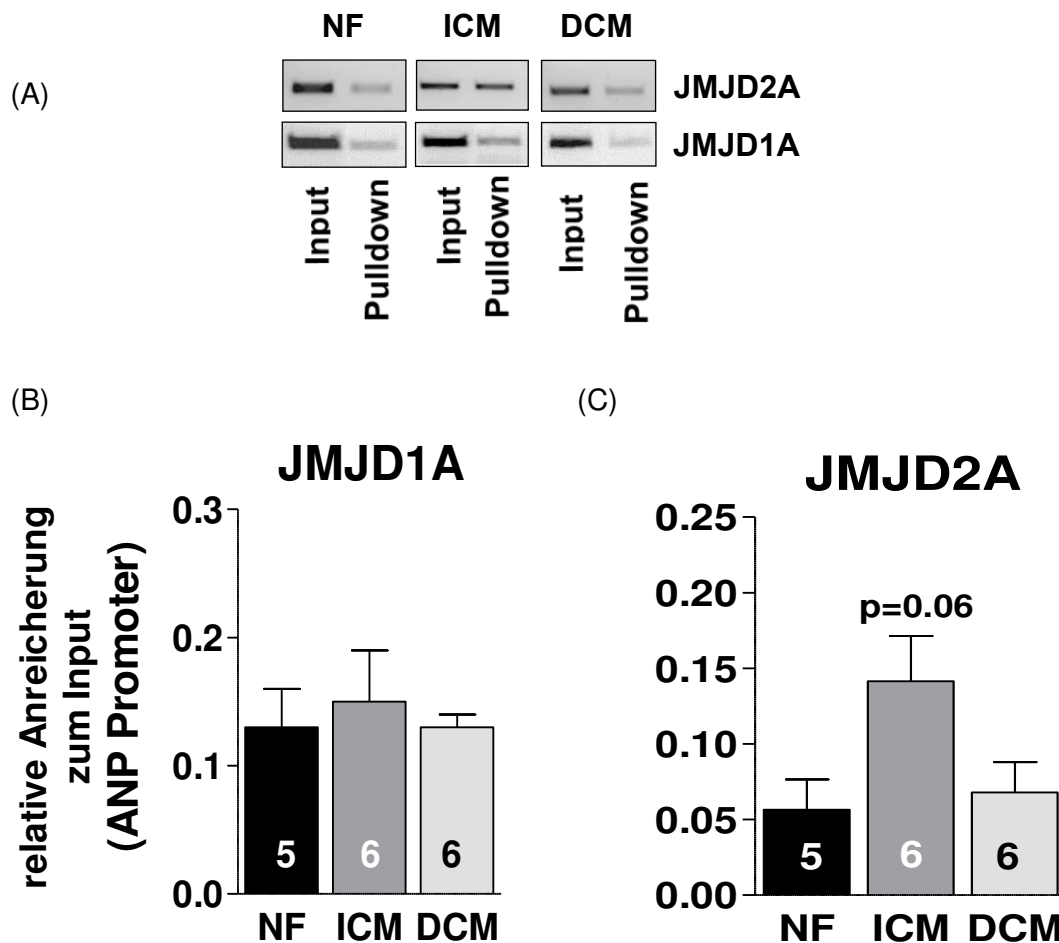 (A)
NF ICM DCM
JMJD2A
JMJD1A
Input Pulldown Input Pulldown Input Pulldown
(B)
JMJD1A
relative Anreicherung
zum Input
(ANP Promoter)
0.3
0.2
0.1
0.0
5 6 6
NF ICM DCM
(C)
JMJD2A
0.25
0.20
0.15
0.10
0.05
0.00
p=0.06
5 6 6
NF ICM DCM